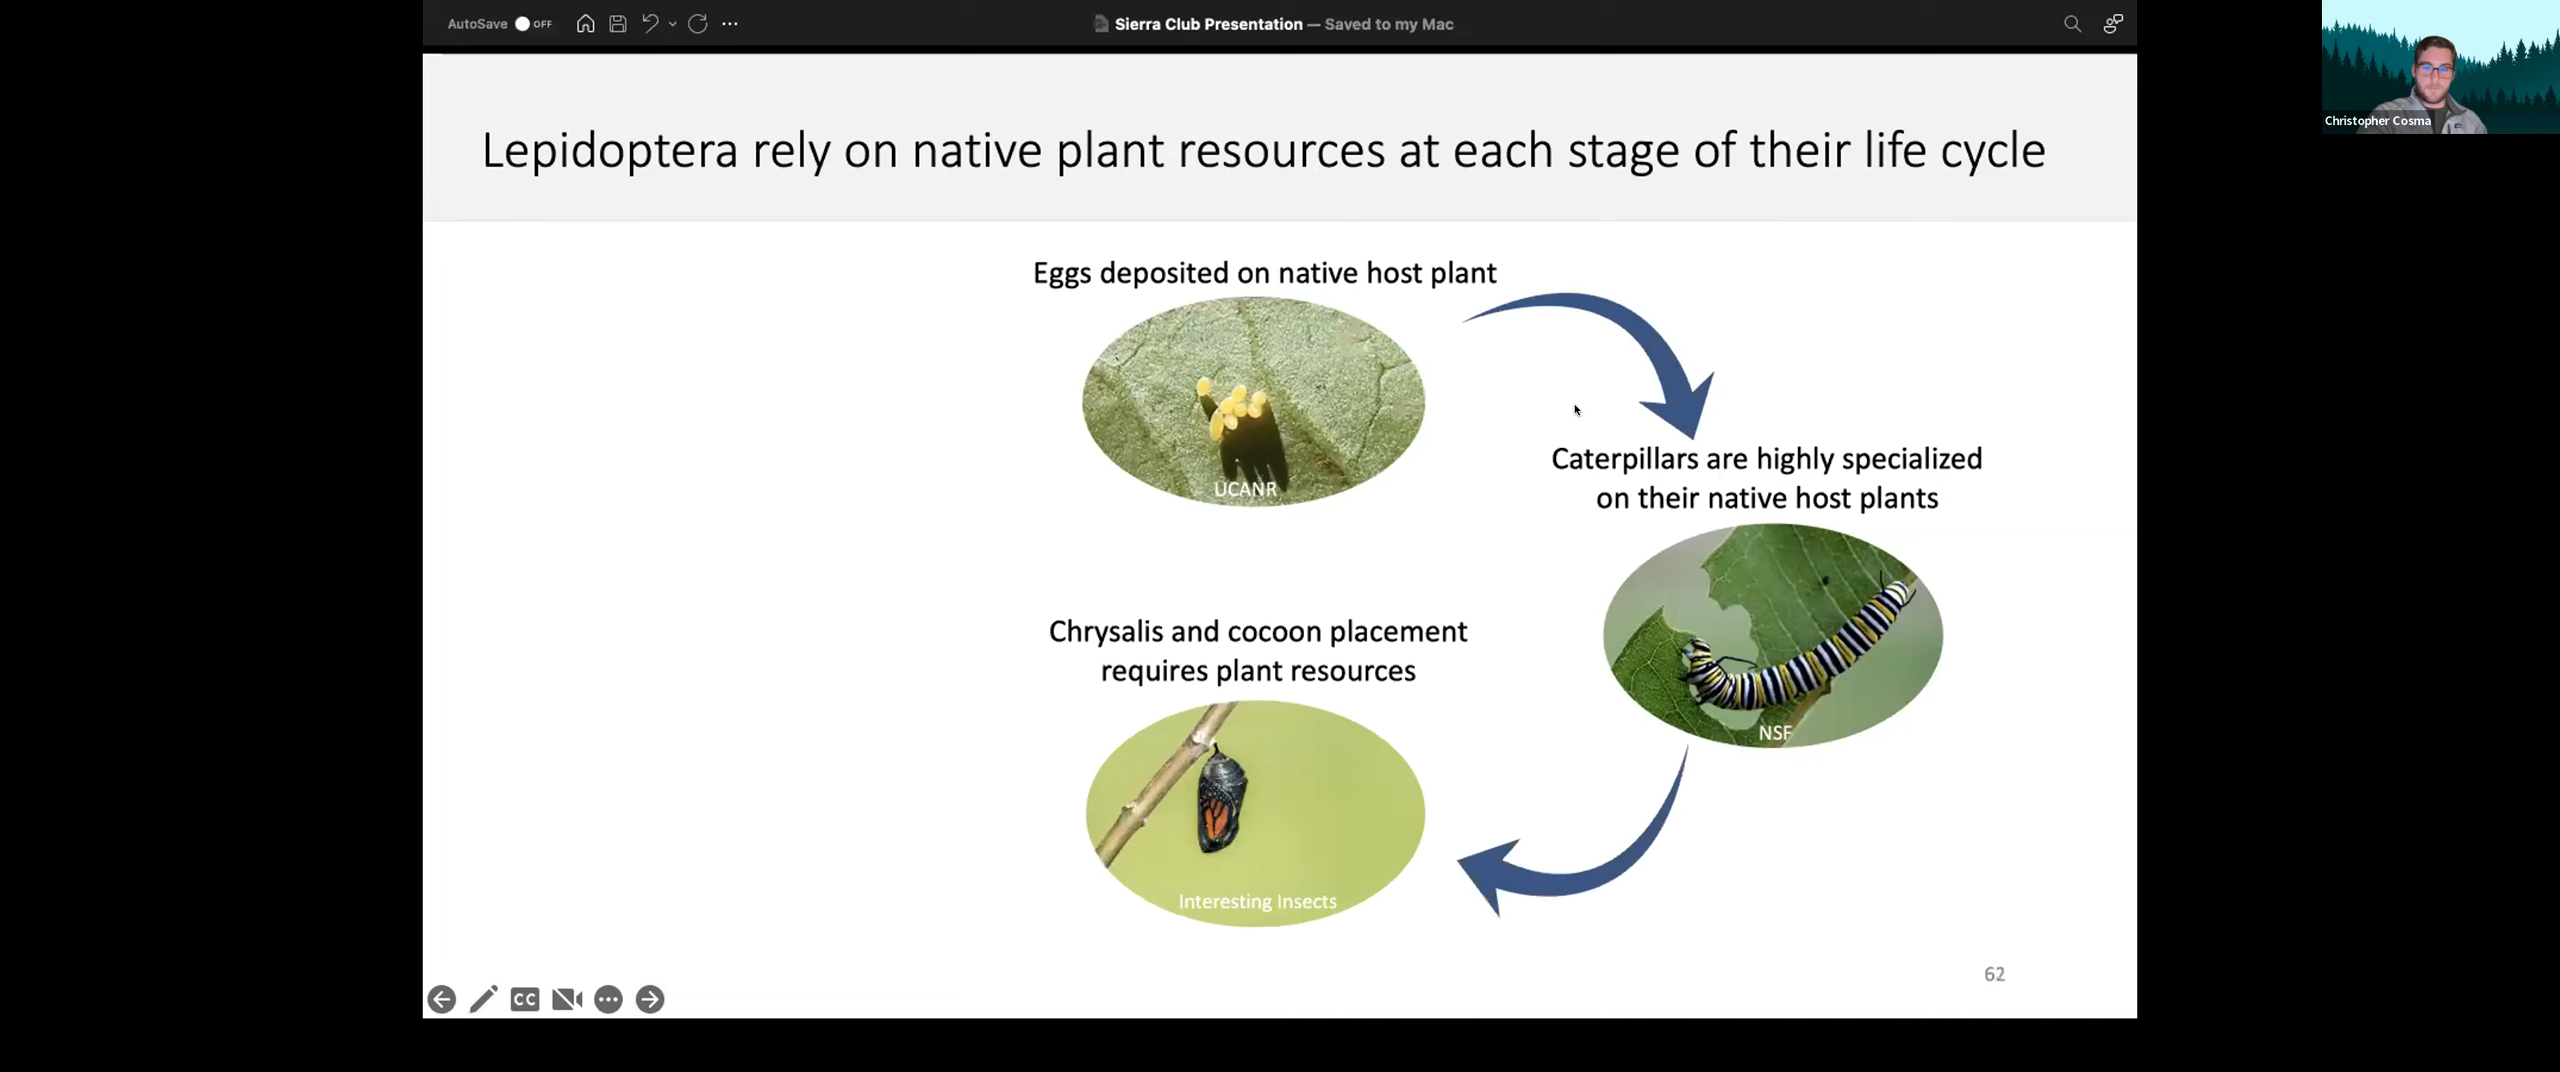 AutoSave OFF
Sierra Club Presentation — Saved to my Mac
Christopher Cosma
Lepidoptera rely on native plant resources at each stage of their life cycle
Eggs deposited on native host plant
UCANR
Caterpillars are highly specialized
on their native host plants
NSF
Chrysalis and cocoon placement
requires plant resources
Interesting Insects
62
CC